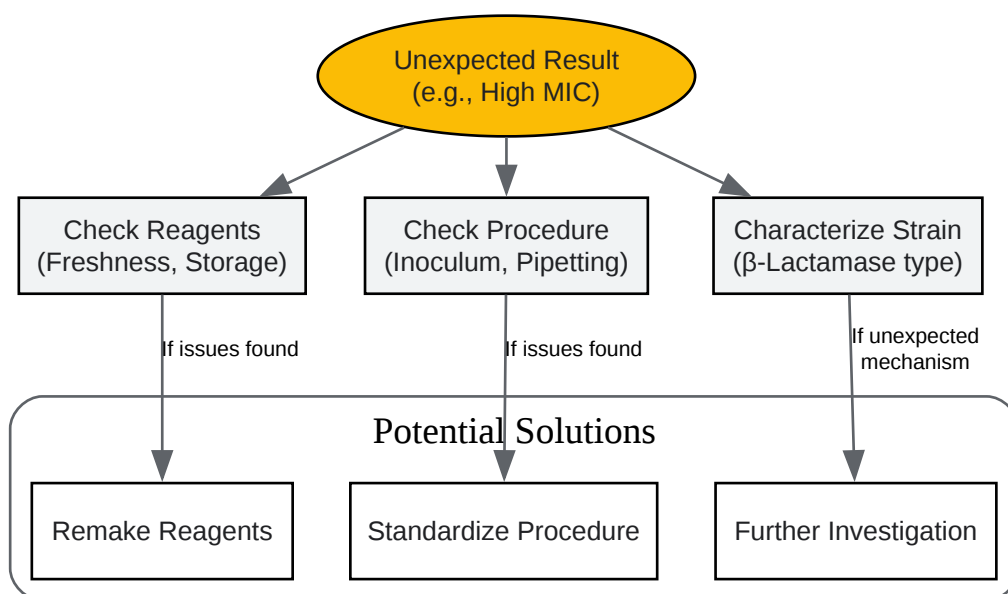 Unexpected Result
(e.g., High MIC)
Check Reagents
(Freshness, Storage)
Check Procedure
(Inoculum, Pipetting)
Characterize Strain
(β-Lactamase type)
If issues found
If issues found
If unexpected
mechanism
Potential Solutions
Remake Reagents
Standardize Procedure
Further Investigation